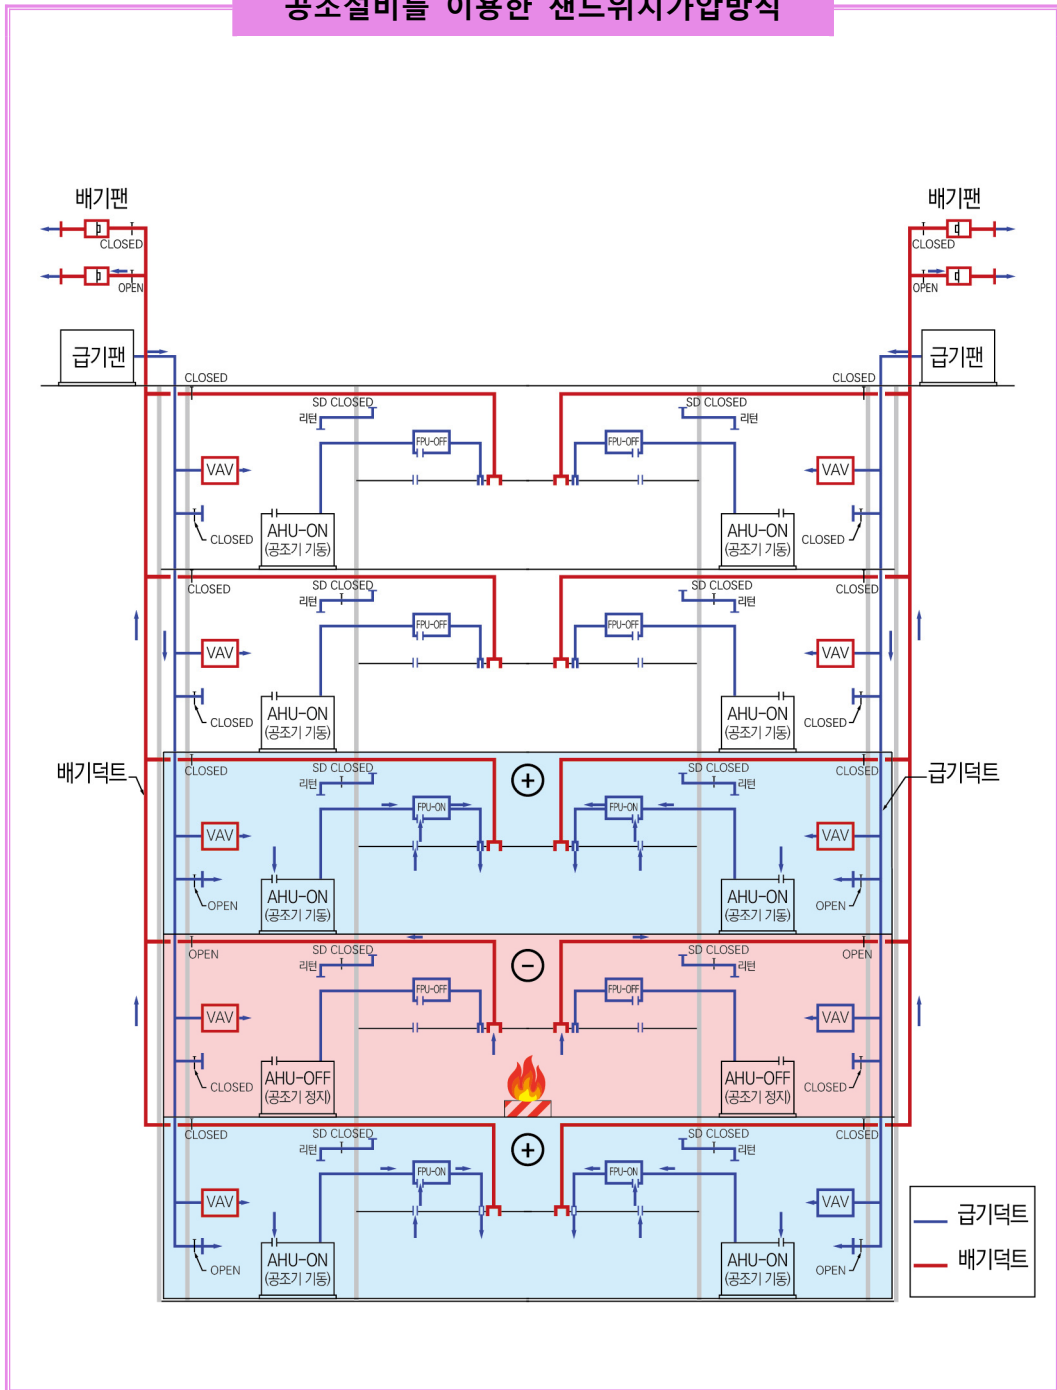 공조설비를 이용한 샌드위치가압방식
배기팬 배기팬
CLOSED CLOSED
OPEN OPEN
급기팬 급기팬
CLOSED CLOSED
SD CLOSED SD CLOSED
리턴 리턴
FPU-OFF FPU-OFF
VAV VAV
AHU-ON AHU-ON
(공조기 기동) (공조기 기동)
CLOSED CLOSED
CLOSED SD CLOSED SD CLOSED CLOSED
리턴 리턴
FPU-OFF FPU-OFF
VAV VAV
AHU-ON AHU-ON
(공조기 기동) (공조기 기동)
CLOSED CLOSED
배기덕트 급기덕트
CLOSED SD CLOSED + SD CLOSED CLOSED
리턴 리턴
FPU-ON FPU-ON
VAV VAV
AHU-ON AHU-ON
(공조기 기동) (공조기 기동)
OPEN OPEN
OPEN SD CLOSED − SD CLOSED OPEN
리턴 리턴
FPU-OFF FPU-OFF
VAV VAV
AHU-OFF AHU-OFF
(공조기 정지) (공조기 정지)
CLOSED CLOSED
CLOSED SD CLOSED + SD CLOSED CLOSED
리턴 리턴
FPU-ON FPU-ON
VAV VAV
AHU-ON AHU-ON
(공조기 기동) (공조기 기동)
OPEN OPEN
급기덕트
배기덕트